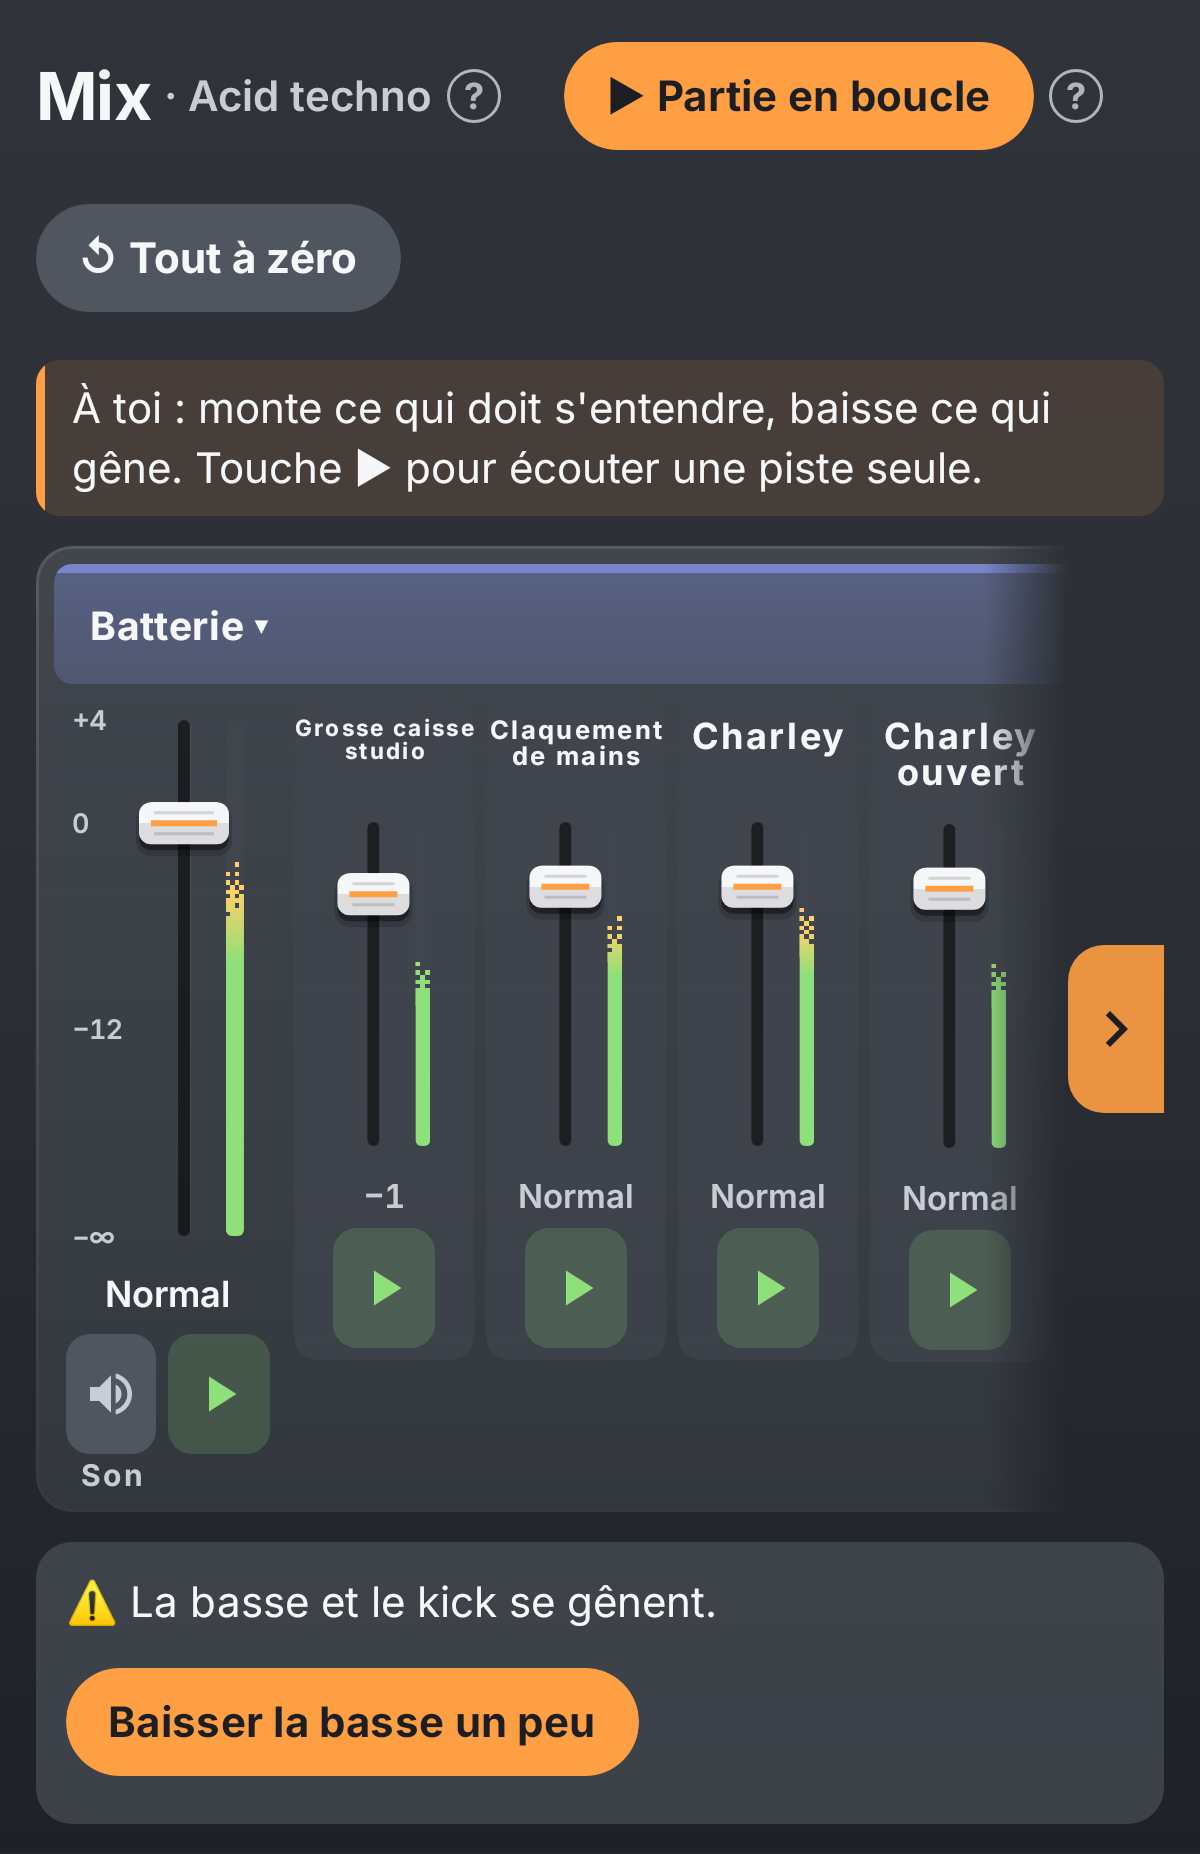 Mix · Acid techno ?
▶ Partie en boucle ?
Tout à zéro
À toi : monte ce qui doit s'entendre, baisse ce qui
gêne. Touche ▶ pour écouter une piste seule.
Batterie ▾
+4
0
−12
−∞
Normal
Son
Grosse caisse
studio
−1
Claquement
de mains
Normal
Charley
Normal
Charley
ouvert
Normal
⚠️ La basse et le kick se gênent.
Baisser la basse un peu